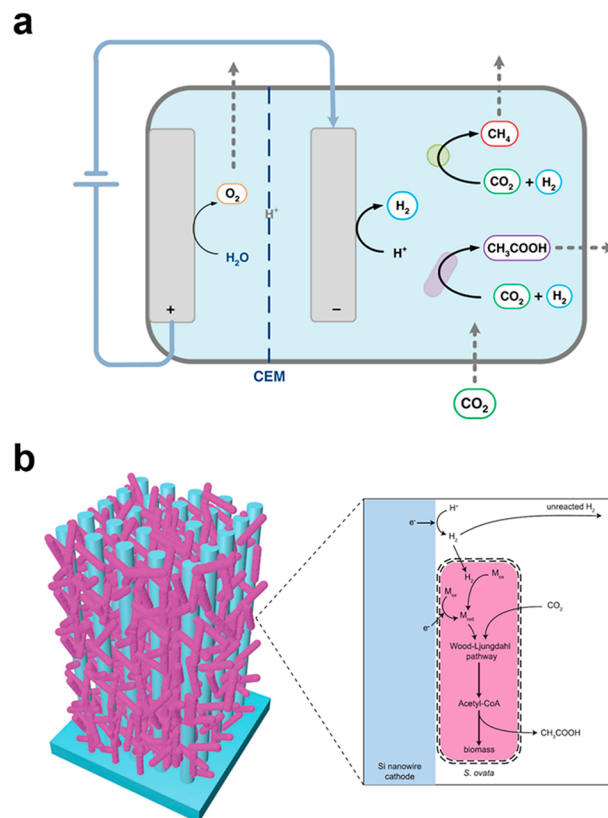 a
CH₄
O₂
H⁺
H₂
CO₂ + H₂
CH₃COOH
H₂O
H⁺
CO₂ + H₂
+
−
CEM
CO₂
b
H⁺
unreacted H₂
e⁻
H₂
H₂
Mox
Mox
CO₂
e⁻
Mred
Wood-Ljungdahl
pathway
Acetyl-CoA
CH₃COOH
biomass
Si nanowire
cathode
S. ovata